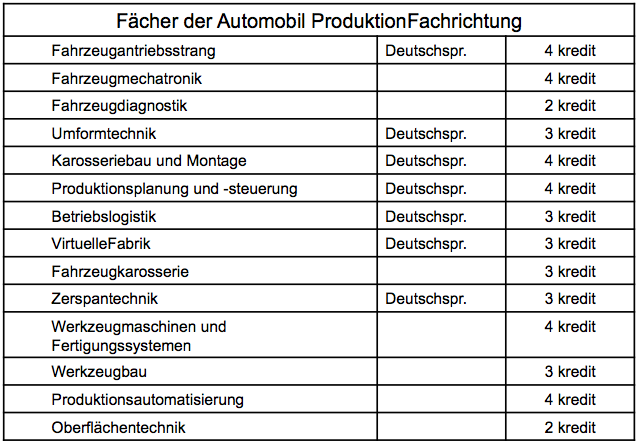 Fächer der Automobil ProduktionFachrichtung
Fahrzeugantriebsstrang Deutschspr. 4 kredit
Fahrzeugmechatronik 4 kredit
Fahrzeugdiagnostik 2 kredit
Umformtechnik Deutschspr. 3 kredit
Karosseriebau und Montage Deutschspr. 4 kredit
Produktionsplanung und -steuerung Deutschspr. 4 kredit
Betriebslogistik Deutschspr. 3 kredit
VirtuelleFabrik Deutschspr. 3 kredit
Fahrzeugkarosserie 3 kredit
Zerspantechnik Deutschspr. 3 kredit
Werkzeugmaschinen und 4 kredit
Fertigungssystemen
Werkzeugbau 3 kredit
Produktionsautomatisierung 4 kredit
Oberflächentechnik 2 kredit